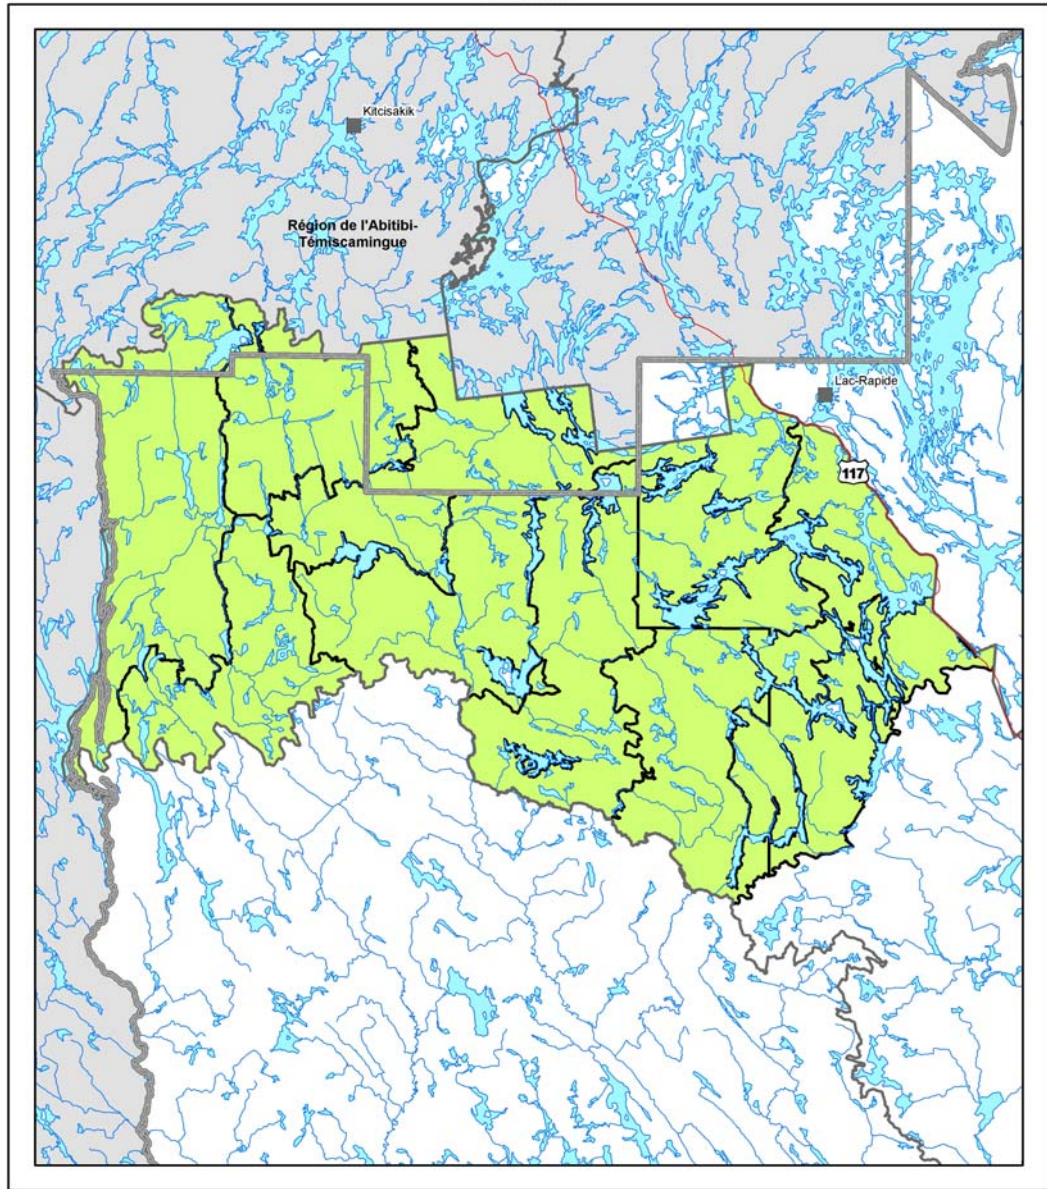 Kitcisakik
Région de l'Abitibi-
Témiscamingue
Lac-Rapide
117